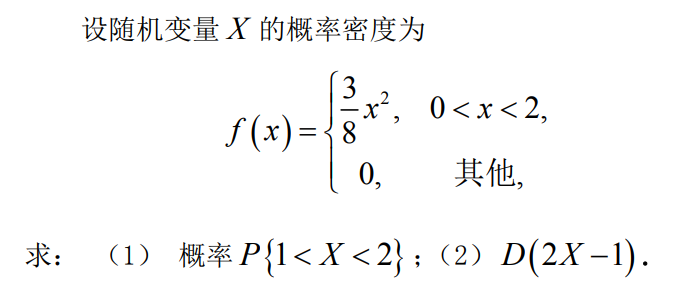 设随机变量 X 的概率密度为
f(x)={ 3/8 x², 0<x<2,
0, 其他,
求： （1） 概率 P{1<X<2}；（2） D(2X−1).